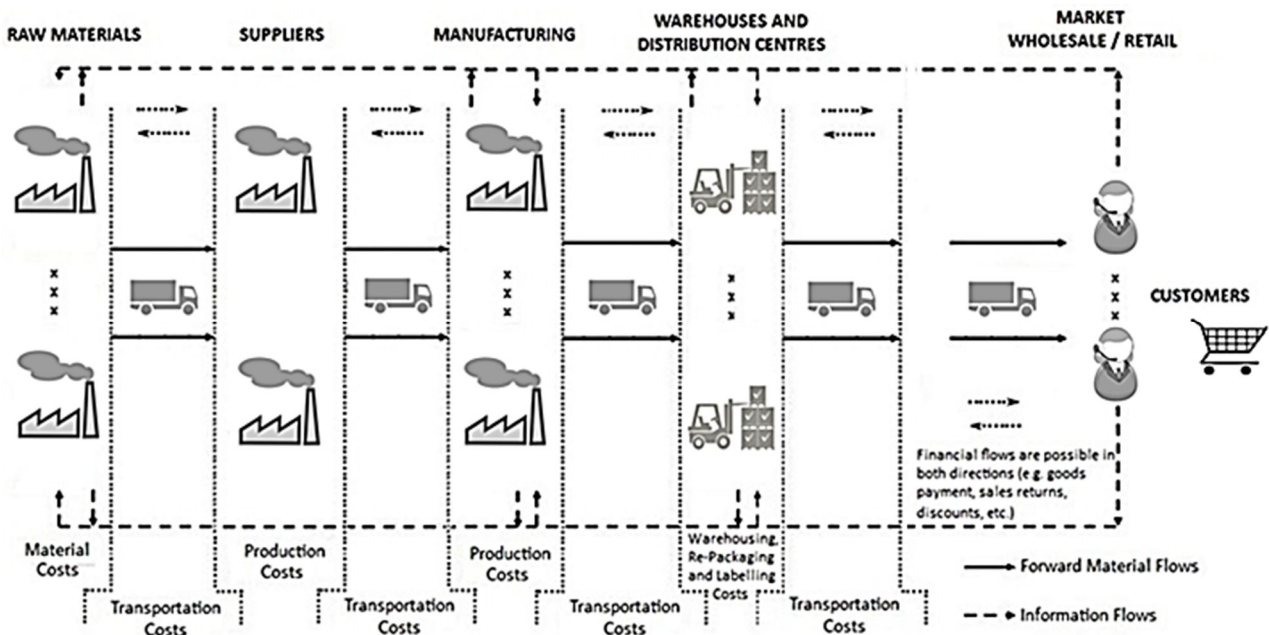 RAW MATERIALS
SUPPLIERS
MANUFACTURING
WAREHOUSES AND
DISTRIBUTION CENTRES
MARKET
WHOLESALE / RETAIL
CUSTOMERS
Financial flows are possible in
both directions (e.g. goods
payment, sales returns,
discounts, etc.)
Material
Costs
Production
Costs
Production
Costs
Warehousing,
Re-Packaging
and Labelling
Costs
Transportation
Costs
Transportation
Costs
Transportation
Costs
Transportation
Costs
Forward Material Flows
Information Flows